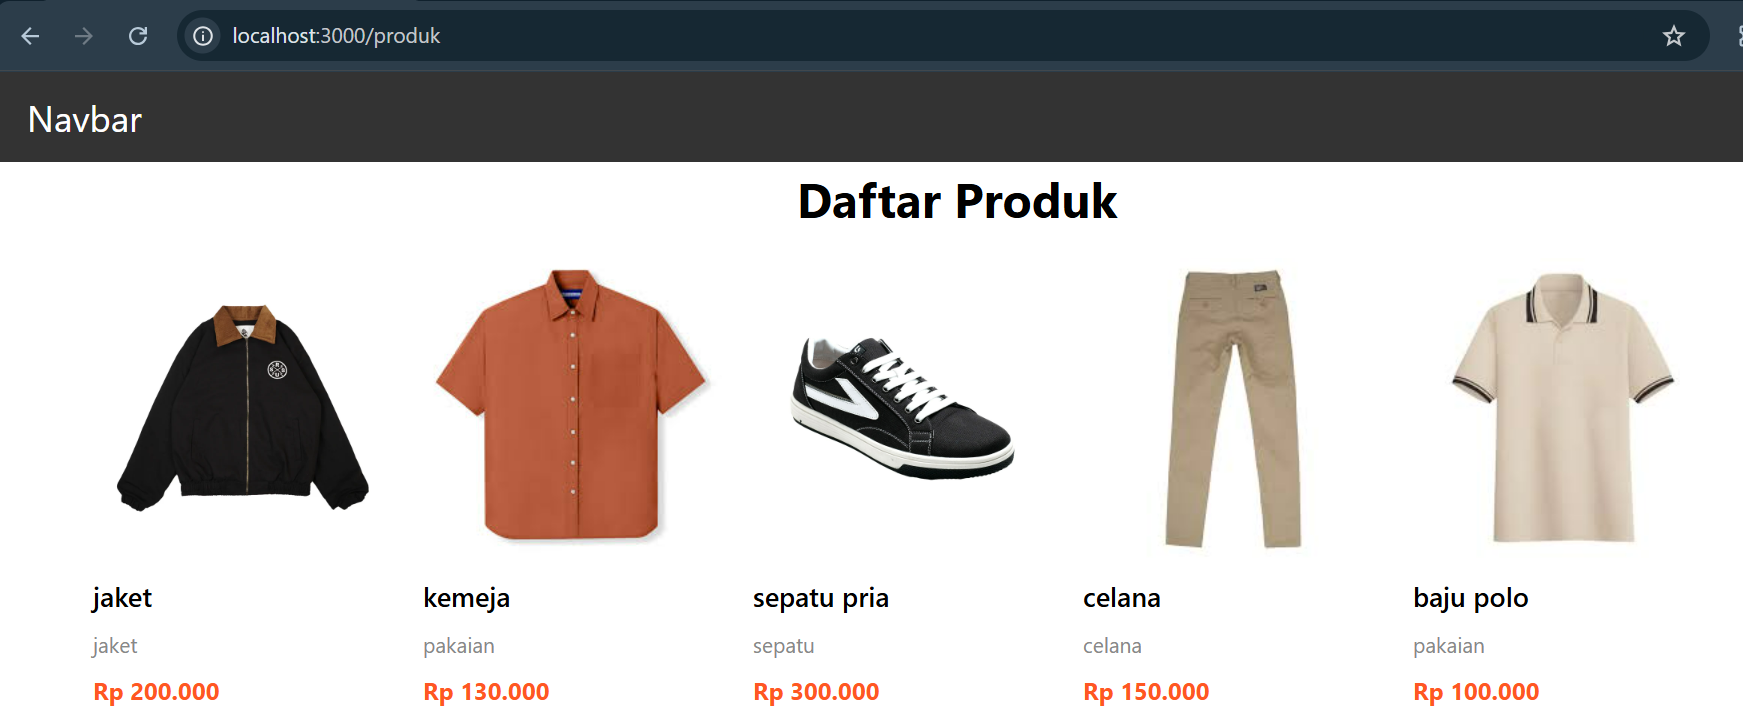 localhost:3000/produk
Navbar
Daftar Produk
jaket
jaket
Rp 200.000
kemeja
pakaian
Rp 130.000
sepatu pria
sepatu
Rp 300.000
celana
celana
Rp 150.000
baju polo
pakaian
Rp 100.000